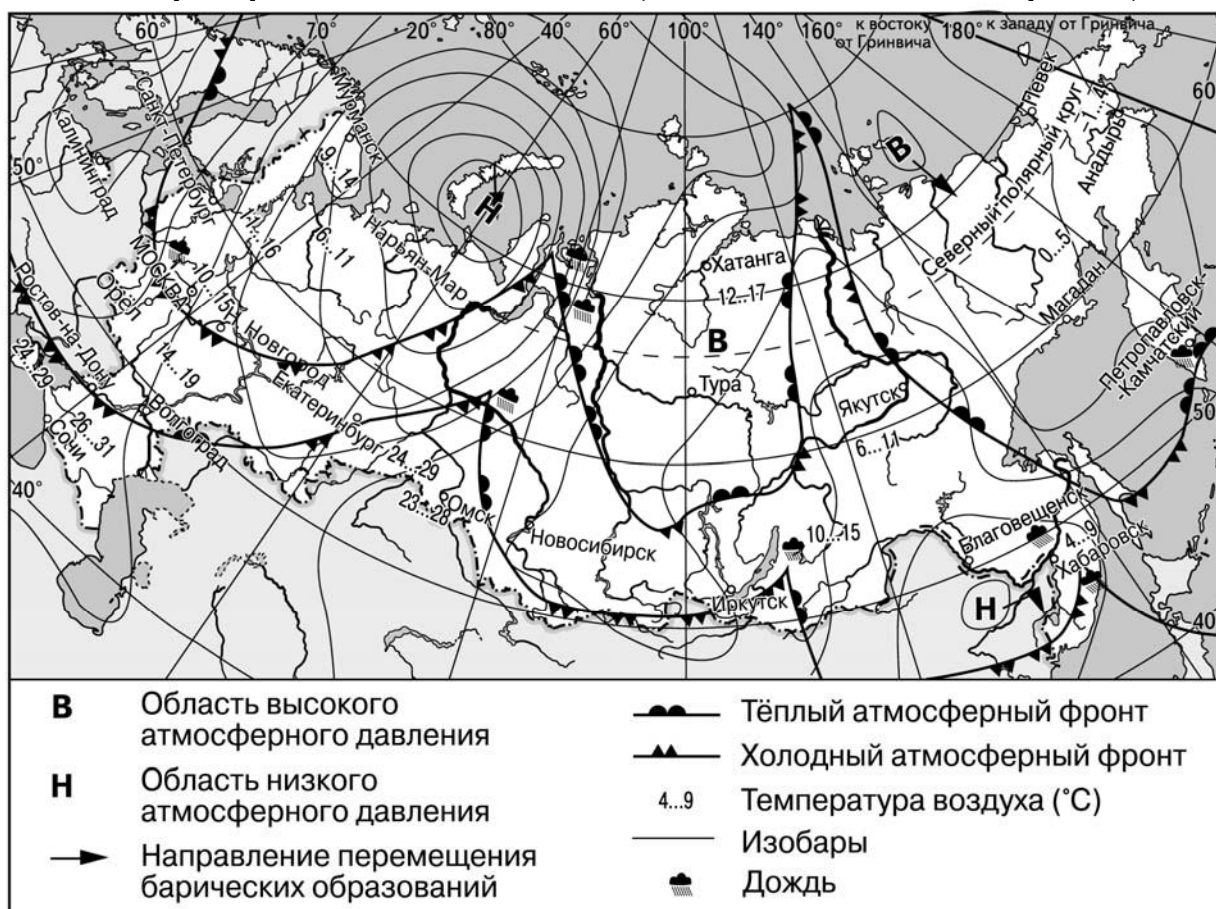 60°
70°
20°
80
40°
60°
100°
140°
к востоку
от Гринвича
160°
180°
к западу от Гринвича
60°
50°
40°
50°
40°
Мурманск
Санкт-Петербург
Калининград
9...14
11...16
6...11
Нарьян-Мар
МОСКВА
10...15
Орёл
Н. Новгород
Ростов-на-Дону
14...19
24...29
26...31
Сочи
Волгоград
Екатеринбург
24...29
23...28
Омск
Новосибирск
Н
В
Хатанга
12...17
В
Тура
Якутск
6...11
10...15
Иркутск
Благовещенск
4...9
Хабаровск
Н
Певек
Северный полярный круг
Анадырь
0...5
Магадан
Петропавловск-
-Камчатский
В Область высокого
атмосферного давления
Н Область низкого
атмосферного давления
Направление перемещения
барических образований
Тёплый атмосферный фронт
Холодный атмосферный фронт
4...9 Температура воздуха (°С)
Изобары
Дождь